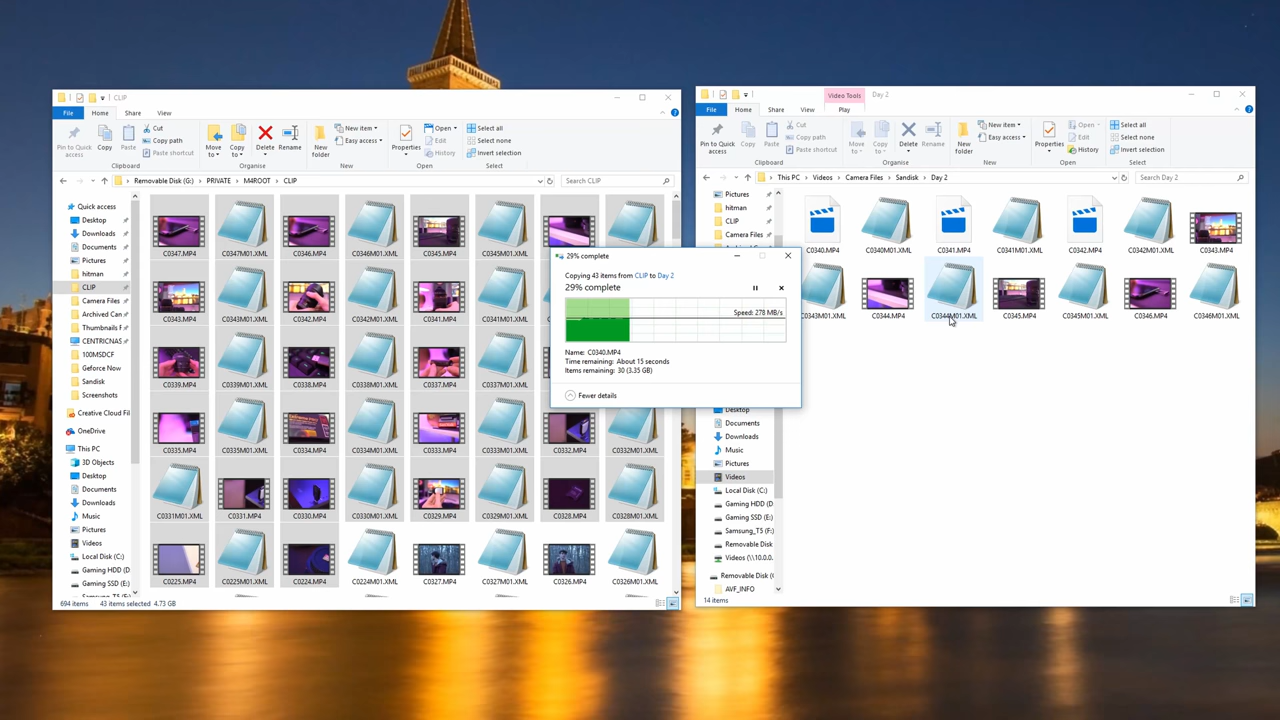 CLIP
File Home Share View
Pin to Quick access
Copy
Paste
Cut
Copy path
Paste shortcut
Clipboard
Move to
Copy to
Delete
Rename
Organise
New folder
New item
Easy access
New
Properties
Open
Edit
History
Open
Select all
Select none
Invert selection
Select
Removable Disk (G:) > PRIVATE > M4ROOT > CLIP
Search CLIP
Quick access
Desktop
Downloads
Documents
Pictures
hitman
CLIP
Camera Files
Archived Can
Thumbnails F
100MSDCF
Geforce Now
Sandisk
Screenshots
Creative Cloud Fil
OneDrive
This PC
3D Objects
Desktop
Documents
Downloads
Music
Pictures
Videos
Local Disk (C:)
Gaming HDD (D
Gaming SSD (E:)
C0347.MP4 C0347M01.XML C0346.MP4 C0346M01.XML C0345.MP4 C0345M01.XML
C0343.MP4 C0343M01.XML C0342.MP4 C0342M01.XML C0341.MP4 C0341M01.XML
C0339.MP4 C0339M01.XML C0338.MP4 C0338M01.XML C0337.MP4 C0337M01.XML
C0335.MP4 C0335M01.XML C0334.MP4 C0334M01.XML C0333.MP4 C0333M01.XML C0332.MP4 C0332M01.XML
C0331M01.XML C0331.MP4 C0330.MP4 C0330M01.XML C0329.MP4 C0329M01.XML C0328.MP4 C0328M01.XML
C0225.MP4 C0225M01.XML C0224.MP4 C0224M01.XML C0327.MP4 C0327M01.XML C0326.MP4 C0326M01.XML
694 items 43 items selected 4.73 GB
29% complete
Copying 43 items from CLIP to Day 2
29% complete
Speed: 278 MB/s
Name: C0340.MP4
Time remaining: About 15 seconds
Items remaining: 30 (3.35 GB)
Fewer details
Video Tools Day 2
File Home Share View Play
Pin to Quick access
Copy
Paste
Cut
Copy path
Paste shortcut
Clipboard
Move to
Copy to
Delete
Rename
Organise
New folder
New item
Easy access
New
Properties
Open
Edit
History
Open
Select all
Select none
Invert selection
Select
This PC > Videos > Camera Files > Sandisk > Day 2
Search Day 2
Pictures
hitman
CLIP
Camera Files
Desktop
Documents
Downloads
Music
Pictures
Videos
Local Disk (C:)
Gaming HDD (D
Gaming SSD (E:)
Samsung_T5 (F:
Removable Disk
Videos (\\10.0.0.
Removable Disk (
AVF_INFO
C0340.MP4 C0340M01.XML C0341.MP4 C0341M01.XML C0342.MP4 C0342M01.XML C0343.MP4
C0343M01.XML C0344.MP4 C0344M01.XML C0345.MP4 C0345M01.XML C0346.MP4 C0346M01.XML
14 items